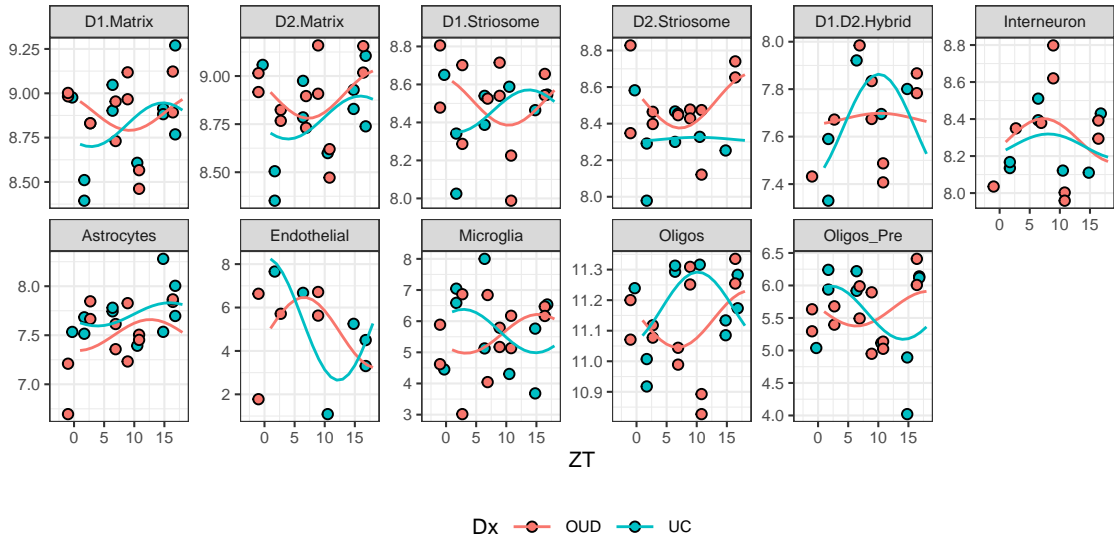 D1.Matrix D2.Matrix D1.Striosome D2.Striosome D1.D2.Hybrid Interneuron
9.25 9.00 8.75 8.50
9.00 8.75 8.50
8.8 8.6 8.4 8.2 8.0
8.8 8.6 8.4 8.2 8.0
8.0 7.8 7.6 7.4
8.8 8.6 8.4 8.2 8.0
Astrocytes Endothelial Microglia Oligos Oligos_Pre
8.0 7.5 7.0
8 6 4 2
8 7 6 5 4 3
11.3 11.2 11.1 11.0 10.9
6.5 6.0 5.5 5.0 4.5 4.0
0 5 10 15 0 5 10 15 0 5 10 15 0 5 10 15 0 5 10 15 0 5 10 15
ZT
Dx OUD UC